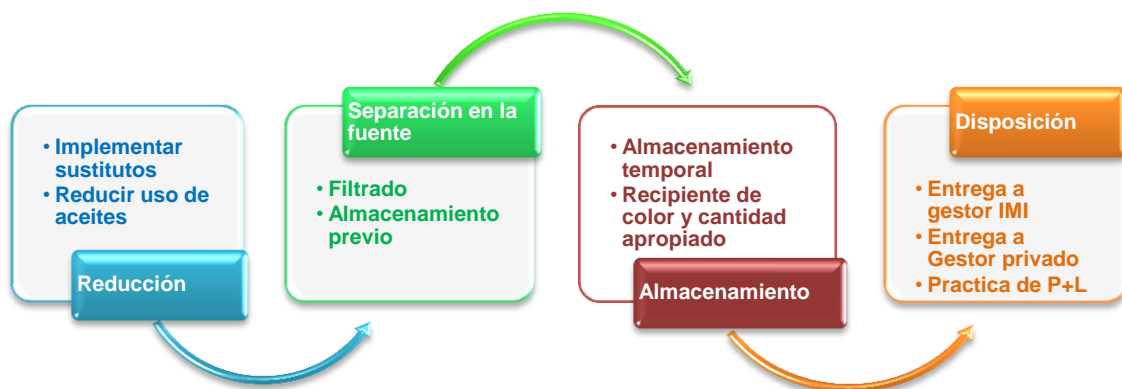 • Implementar
sustitutos
• Reducir uso de
aceites
Reducción
Separación en la
fuente
• Filtrado
• Almacenamiento
previo
• Almacenamiento
temporal
• Recipiente de
color y cantidad
apropiado
Almacenamiento
Disposición
• Entrega a
gestor IMI
• Entrega a
Gestor privado
• Practica de P+L